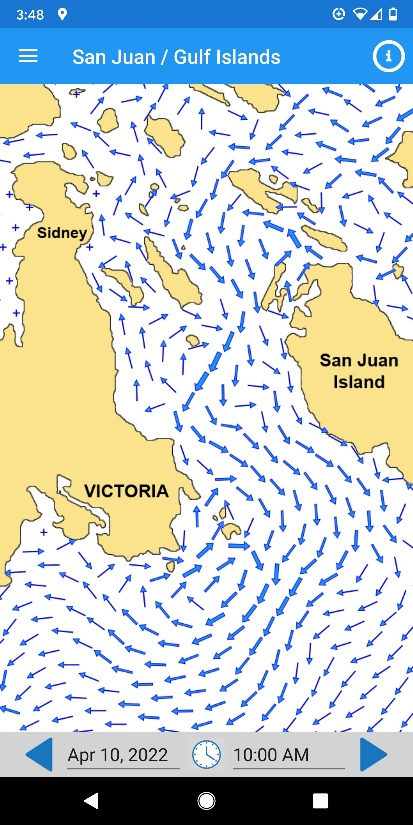 3:48
San Juan / Gulf Islands
i
Sidney
San Juan
Island
VICTORIA
Apr 10, 2022
10:00 AM